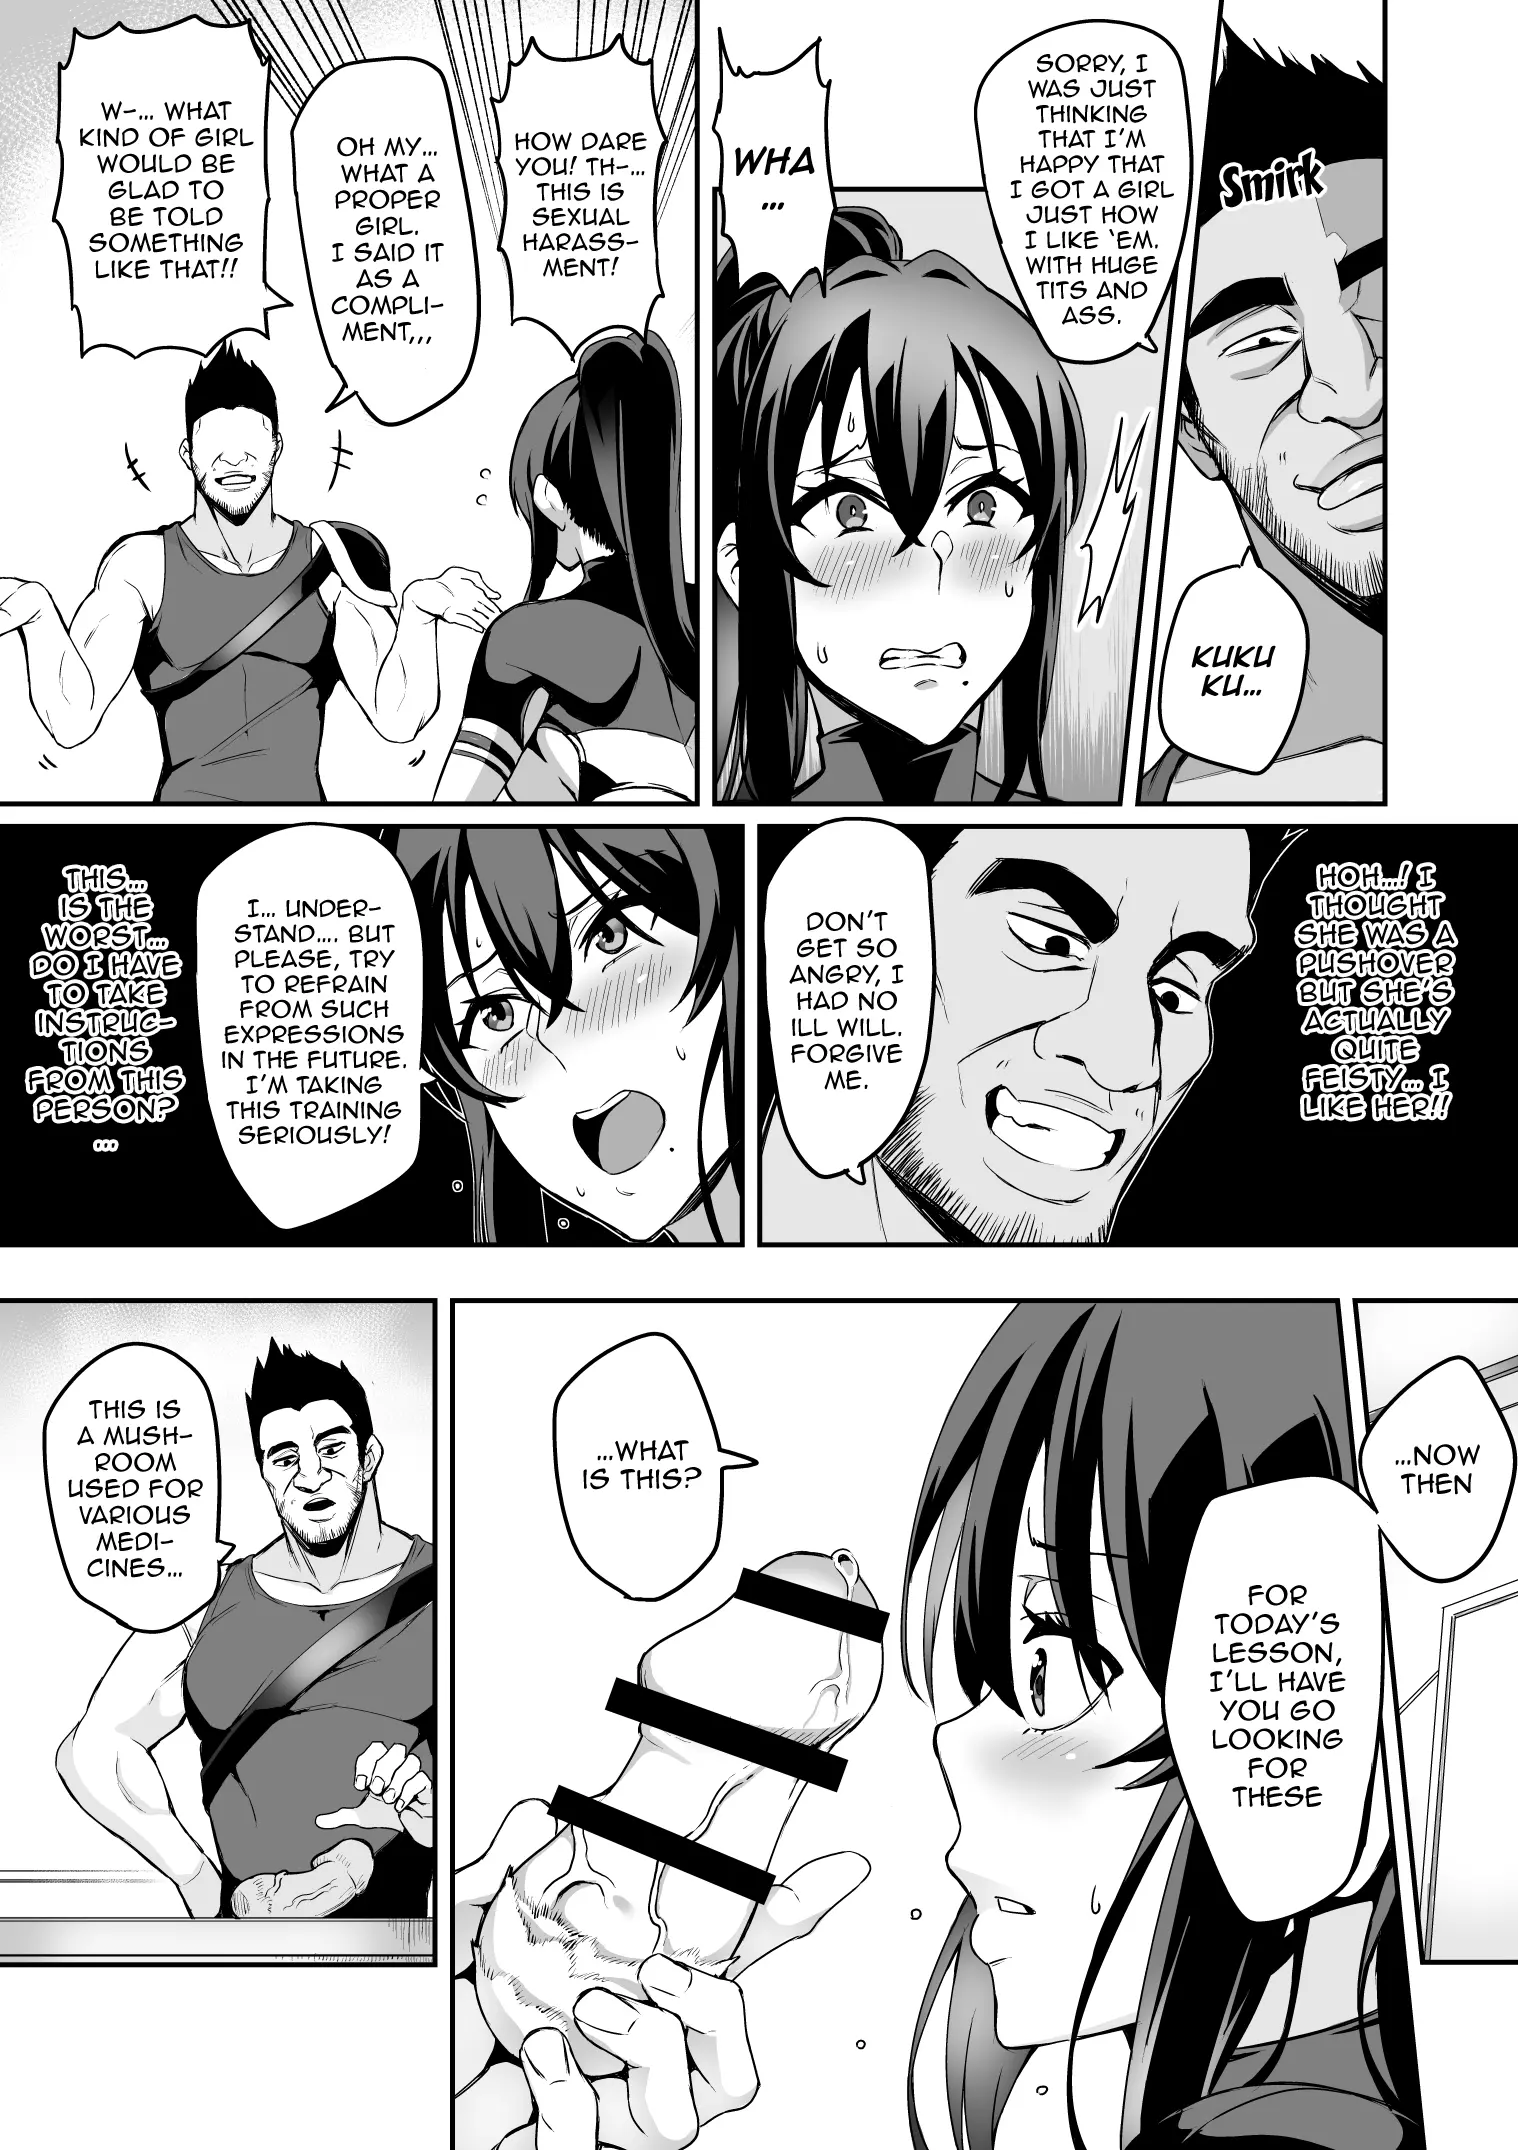 Smirk
SORRY, I
WAS JUST
THINKING
THAT I'M
HAPPY THAT
I GOT A GIRL
JUST HOW
I LIKE 'EM.
WITH HUGE
TITS AND
ASS.
KUKU
KU...
WHA
...
HOW DARE
YOU! TH-...
THIS IS
SEXUAL
HARASS-
MENT!
OH MY...
WHAT A
PROPER
GIRL.
I SAID IT
AS A
COMPLI-
MENT,,,
W-... WHAT
KIND OF GIRL
WOULD BE
GLAD TO
BE TOLD
SOMETHING
LIKE THAT!!
HOH...! I
THOUGHT
SHE WAS A
PUSHOVER
BUT SHE'S
ACTUALLY
QUITE
FEISTY... I
LIKE HER!!
DON'T
GET SO
ANGRY, I
HAD NO
ILL WILL.
FORGIVE
ME.
I... UNDER-
STAND.... BUT
PLEASE, TRY
TO REFRAIN
FROM SUCH
EXPRESSIONS
IN THE FUTURE.
I'M TAKING
THIS TRAINING
SERIOUSLY!
THIS...
IS THE
WORST...
DO I HAVE
TO TAKE
INSTRUC-
TIONS
FROM THIS
PERSON?
...
...NOW
THEN
FOR
TODAY'S
LESSON,
I'LL HAVE
YOU GO
LOOKING
FOR
THESE
...WHAT
IS THIS?
THIS IS
A MUSH-
ROOM
USED FOR
VARIOUS
MEDI-
CINES...